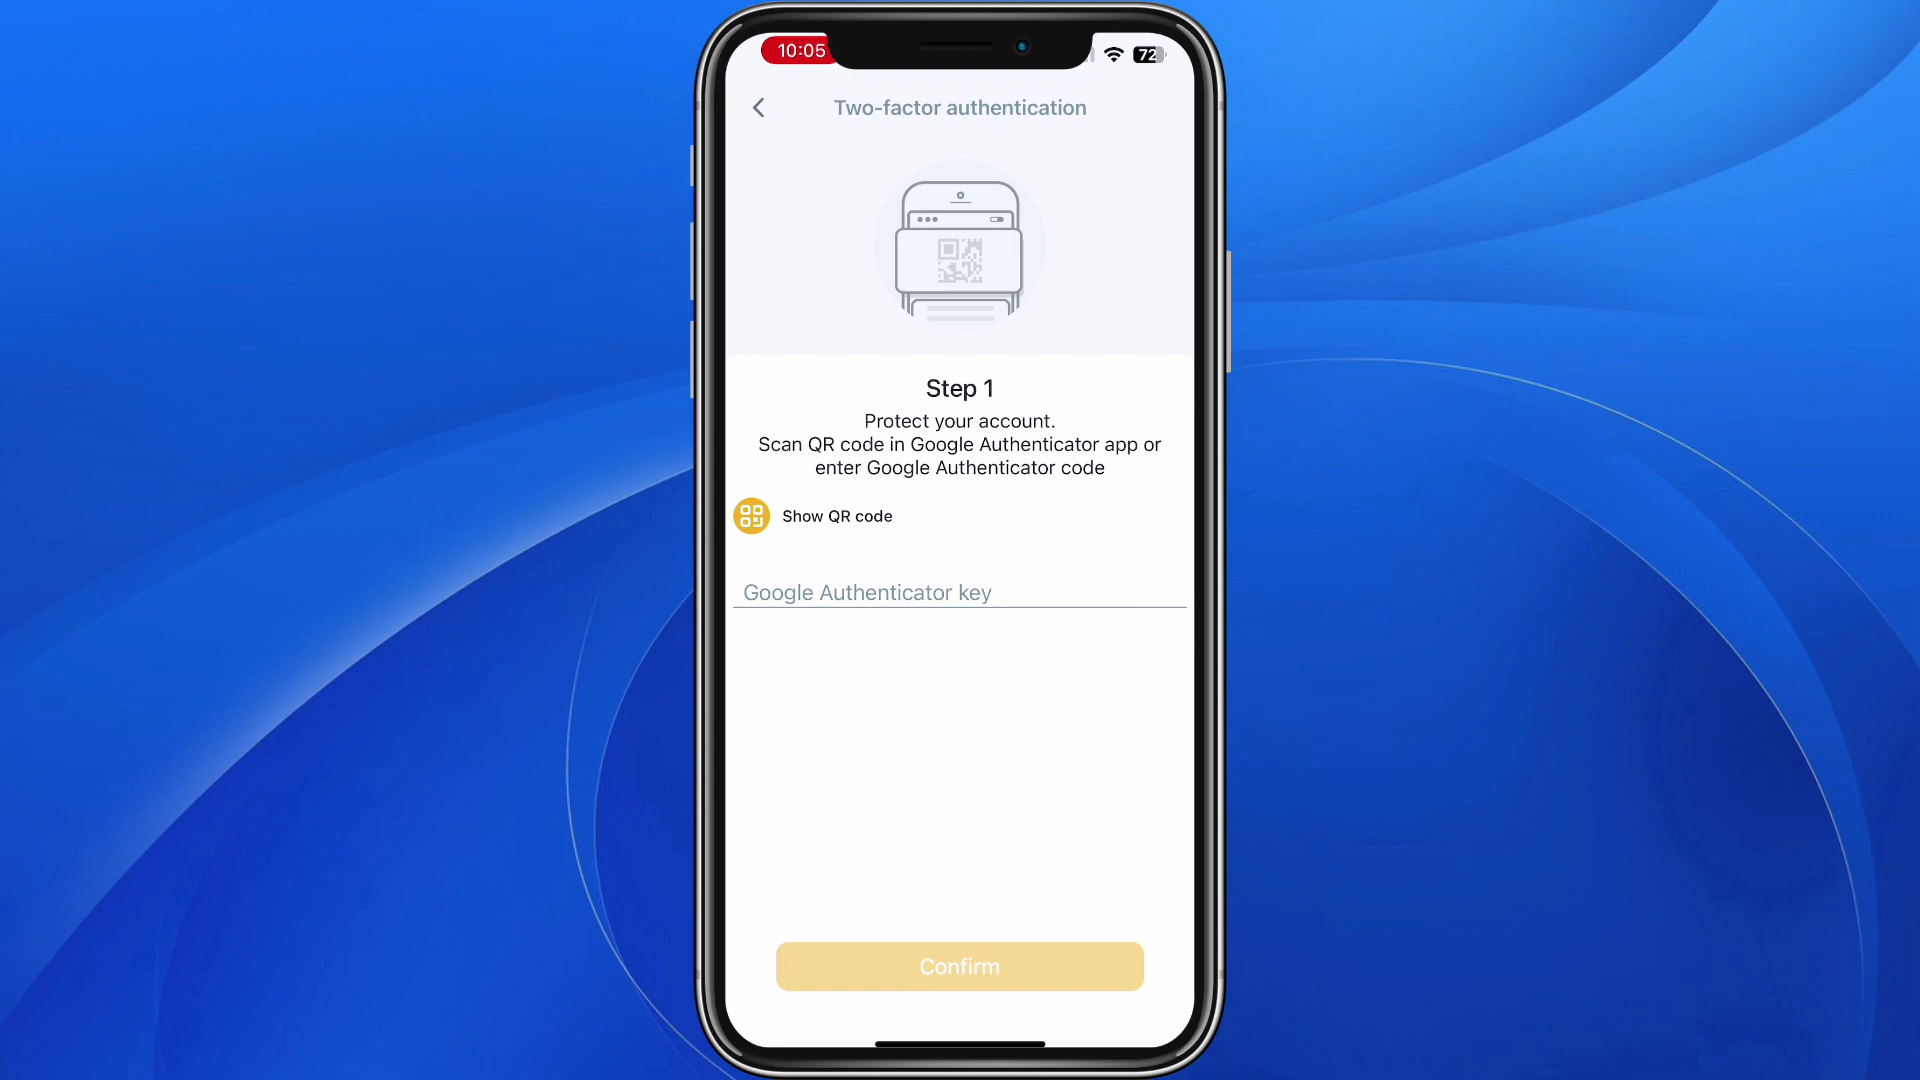 10:05
72
Two-factor authentication
Step 1
Protect your account.
Scan QR code in Google Authenticator app or
enter Google Authenticator code
Show QR code
Google Authenticator key
Confirm